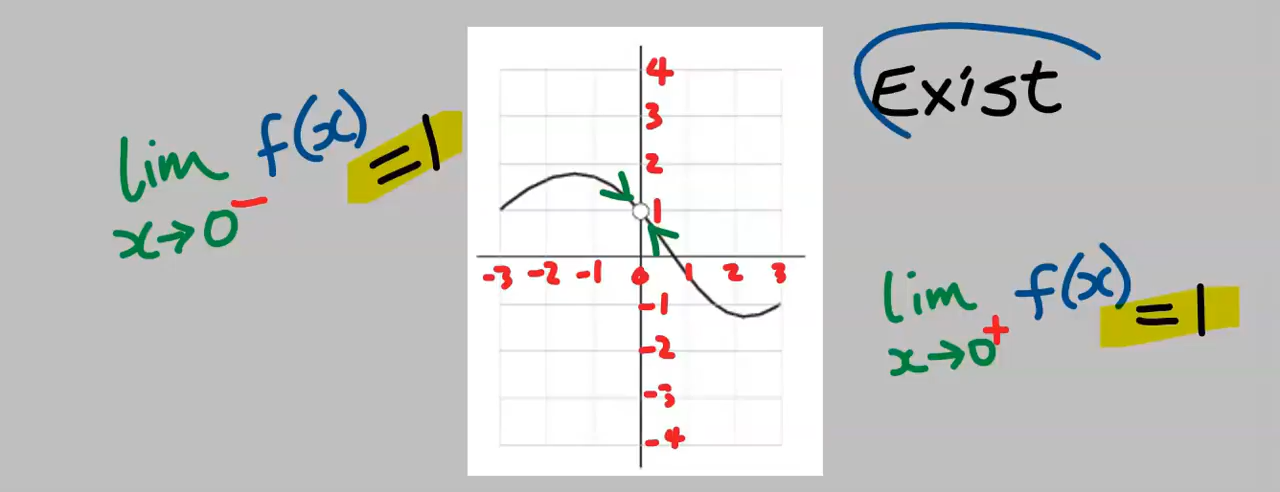 lim f(x) = 1
x→0⁻
4
3
2
1
-3 -2 -1 0 1 2 3
-1
-2
-3
-4
Exist
lim f(x) = 1
x→0⁺